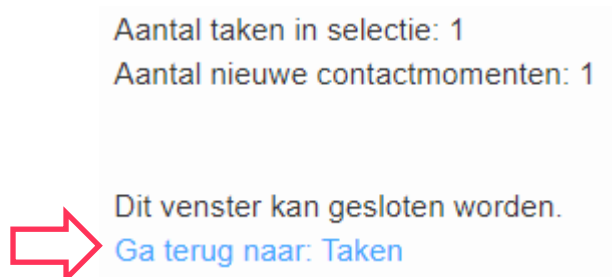 Aantal taken in selectie: 1
Aantal nieuwe contactmomenten: 1
Dit venster kan gesloten worden.
Ga terug naar: Taken